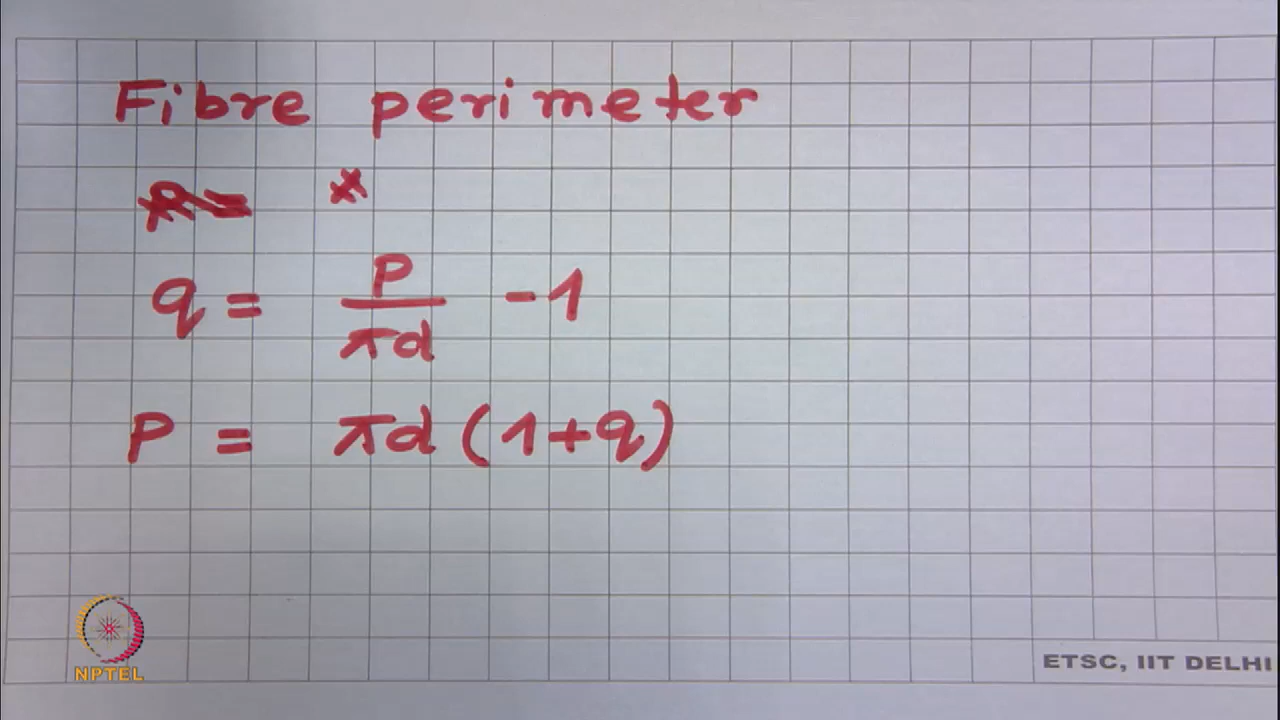 Fibre perimeter
q = p / πd - 1
p = πd (1+q)
NPTEL
ETSC, IIT DELHI